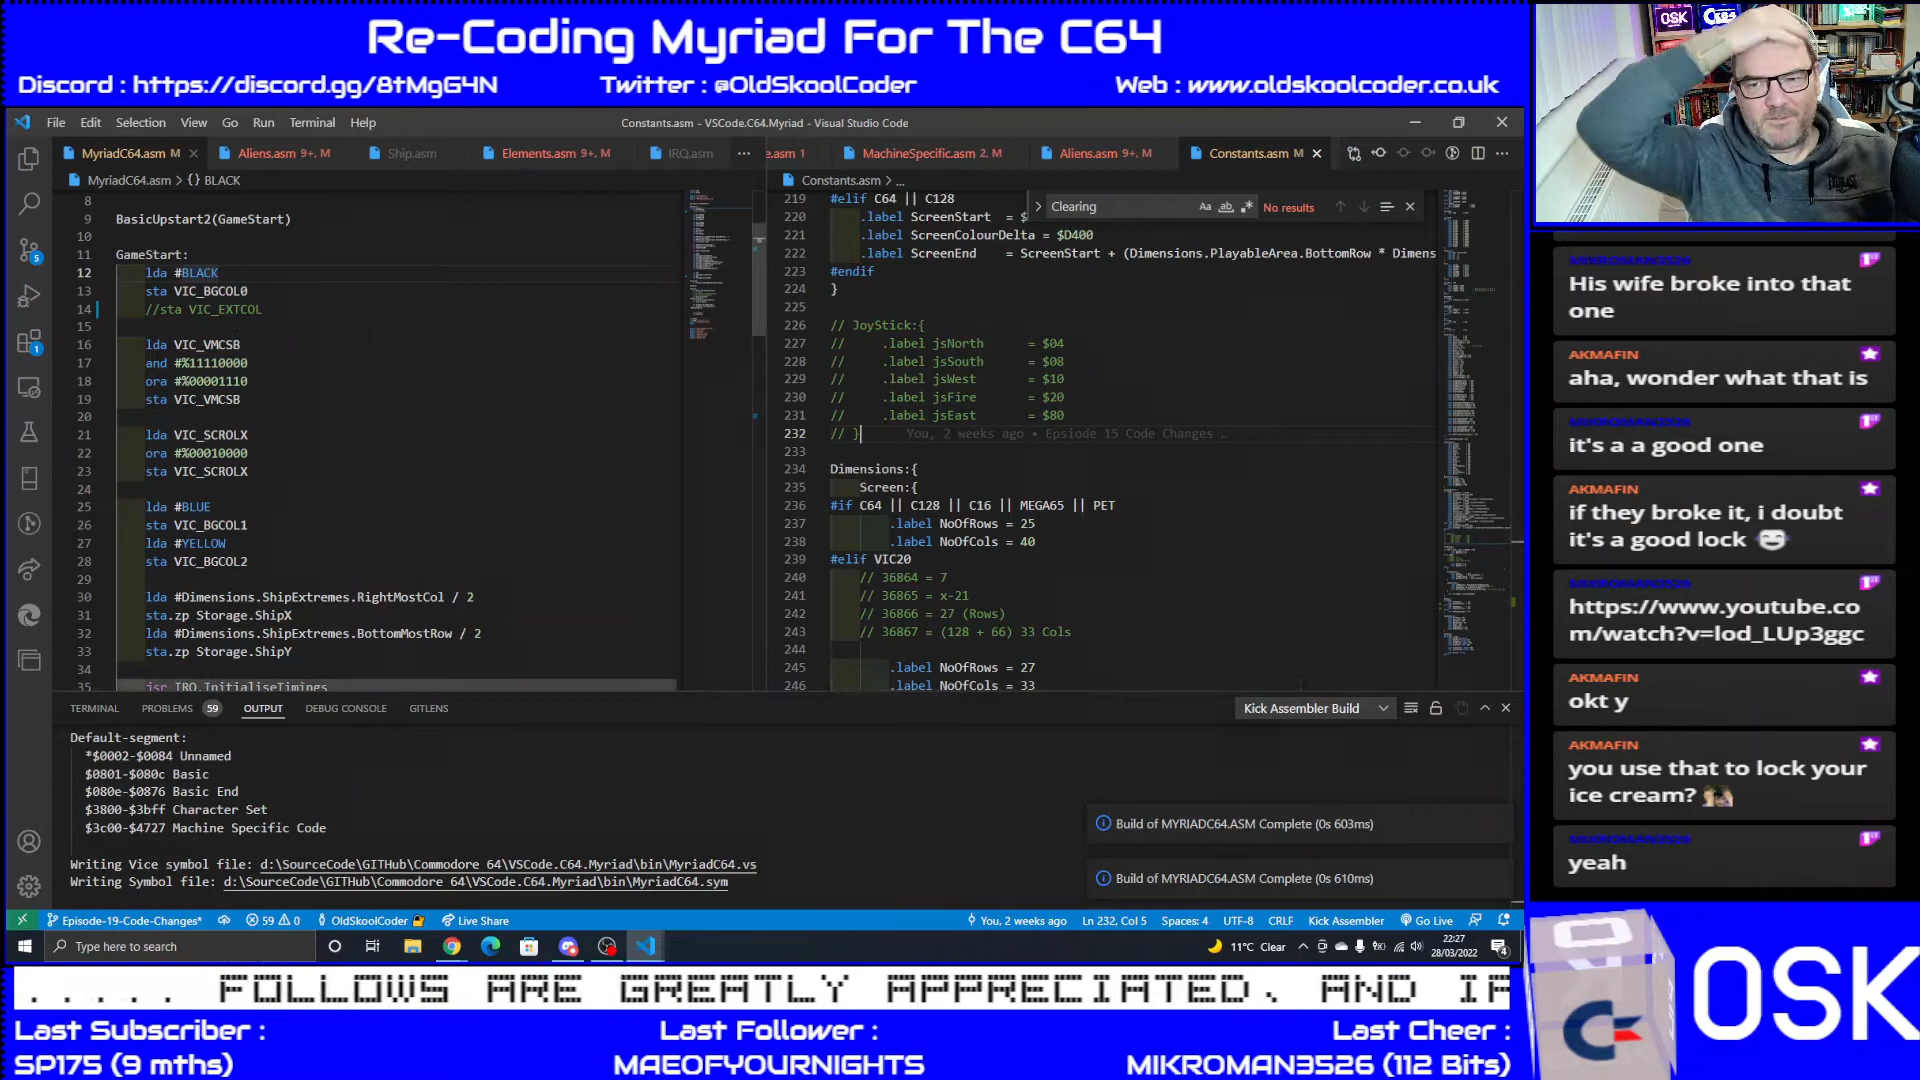 Re-Coding Myriad For The C64
Discord : https://discord.gg/8tMgG4N
Twitter : @OldSkoolCoder
Web : www.oldskoolcoder.co.uk
File Edit Selection View Go Run Terminal Help
Constants.asm - VSCode.C64.Myriad - Visual Studio Code
MyriadC64.asm M
Aliens.asm 9+, M
Ship.asm
Elements.asm 9+, M
IRQ.asm
...
e.asm 1
MachineSpecific.asm 2, M
Aliens.asm 9+, M
Constants.asm M
MyriadC64.asm > {} BLACK
8
9 BasicUpstart2(GameStart)
10
11 GameStart:
12 lda #BLACK
13 sta VIC_BGCOL0
14 //sta VIC_EXTCOL
15
16 lda VIC_VMCSB
17 and #%11110000
18 ora #%00001110
19 sta VIC_VMCSB
20
21 lda VIC_SCROLX
22 ora #%00010000
23 sta VIC_SCROLX
24
25 lda #BLUE
26 sta VIC_BGCOL1
27 lda #YELLOW
28 sta VIC_BGCOL2
29
30 lda #Dimensions.ShipExtremes.RightMostCol / 2
31 sta.zp Storage.ShipX
32 lda #Dimensions.ShipExtremes.BottomMostRow / 2
33 sta.zp Storage.ShipY
34
35 jsr IRQ.InitialiseTimings
Constants.asm > ...
Clearing
Aa ab .*
No results
219 #elif C64 || C128
220 .label ScreenStart = $
221 .label ScreenColourDelta = $D400
222 .label ScreenEnd = ScreenStart + (Dimensions.PlayableArea.BottomRow * Dimens
223 #endif
224 }
225
226 // JoyStick:{
227 // .label jsNorth = $04
228 // .label jsSouth = $08
229 // .label jsWest = $10
230 // .label jsFire = $20
231 // .label jsEast = $80
232 // } You, 2 weeks ago • Epsiode 15 Code Changes …
233
234 Dimensions:{
235 Screen:{
236 #if C64 || C128 || C16 || MEGA65 || PET
237 .label NoOfRows = 25
238 .label NoOfCols = 40
239 #elif VIC20
240 // 36864 = 7
241 // 36865 = x-21
242 // 36866 = 27 (Rows)
243 // 36867 = (128 + 66) 33 Cols
244
245 .label NoOfRows = 27
246 .label NoOfCols = 33
TERMINAL PROBLEMS 59 OUTPUT DEBUG CONSOLE GITLENS
Kick Assembler Build
Default-segment:
*$0002-$0084 Unnamed
$0801-$080c Basic
$080e-$0876 Basic End
$3800-$3bff Character Set
$3c00-$4727 Machine Specific Code
Writing Vice symbol file: d:\SourceCode\GITHub\Commodore 64\VSCode.C64.Myriad\bin\MyriadC64.vs
Writing Symbol file: d:\SourceCode\GITHub\Commodore 64\VSCode.C64.Myriad\bin\MyriadC64.sym
Build of MYRIADC64.ASM Complete (0s 603ms)
Build of MYRIADC64.ASM Complete (0s 610ms)
5
1
Episode-19-Code-Changes*
59 0
OldSkoolCoder
Live Share
You, 2 weeks ago
Ln 232, Col 5
Spaces: 4
UTF-8
CRLF
Kick Assembler
Go Live
Type here to search
11°C Clear
22:27
28/03/2022
4
OSK
C64
His wife broke into that
one
AKMAFIN
aha, wonder what that is
it's a a good one
AKMAFIN
if they broke it, i doubt
it's a good lock
https://www.youtube.co
m/watch?v=lod_LUp3ggc
AKMAFIN
okt y
AKMAFIN
you use that to lock your
ice cream?
yeah
..... FOLLOWS ARE GREATLY APPRECIATED. AND IF
Last Subscriber :
SP175 (9 mths)
Last Follower :
MAEOFYOURNIGHTS
Last Cheer :
MIKROMAN3526 (112 Bits)
OSK